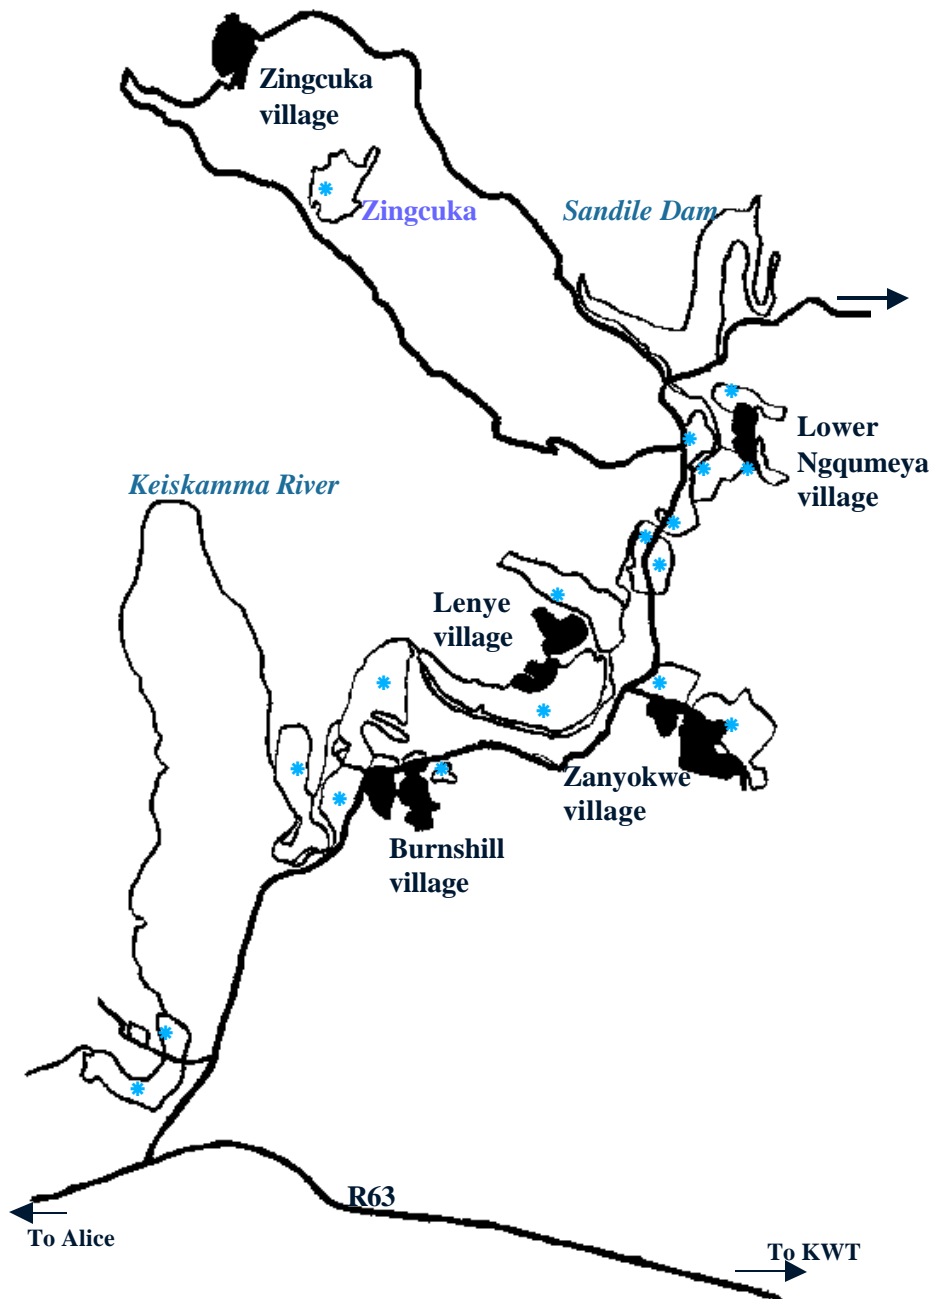 Zingcuka
village
Zingcuka
Sandile Dam
Lower
Ngqumeya
village
Keiskamma River
Lenye
village
Zanyokwe
village
Burnshill
village
R63
To Alice
To KWT